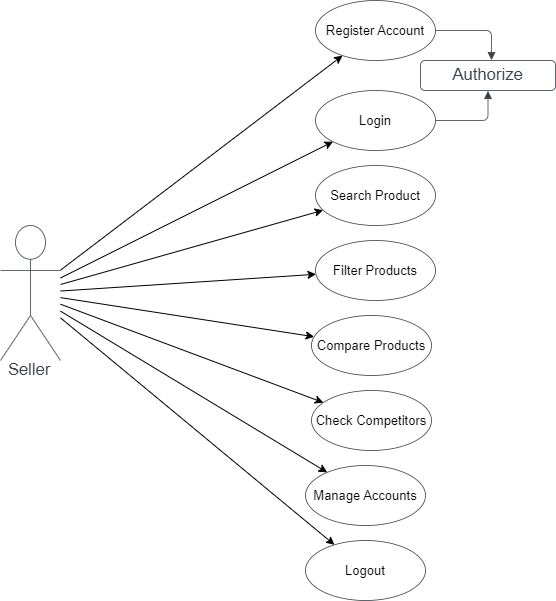 Register Account
Authorize
Login
Search Product
Filter Products
Compare Products
Seller
Check Competitors
Manage Accounts
Logout